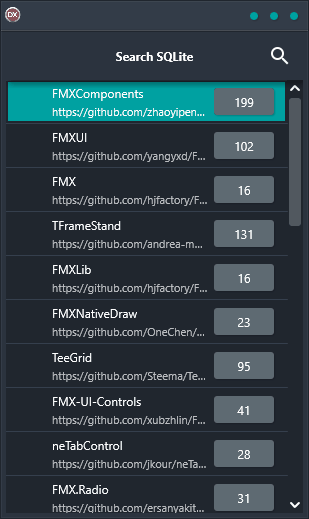 DX
Search SQLite
FMXComponents
https://github.com/zhaoyipen...
199
FMXUI
https://github.com/yangyxd/F...
102
FMX
https://github.com/hjfactory/F...
16
TFrameStand
https://github.com/andrea-m...
131
FMXLib
https://github.com/hjfactory/F...
16
FMXNativeDraw
https://github.com/OneChen/...
23
TeeGrid
https://github.com/Steema/Te...
95
FMX-UI-Controls
https://github.com/xubzhlin/F...
41
neTabControl
https://github.com/jkour/neTa...
28
FMX.Radio
https://github.com/ersanyakit...
31